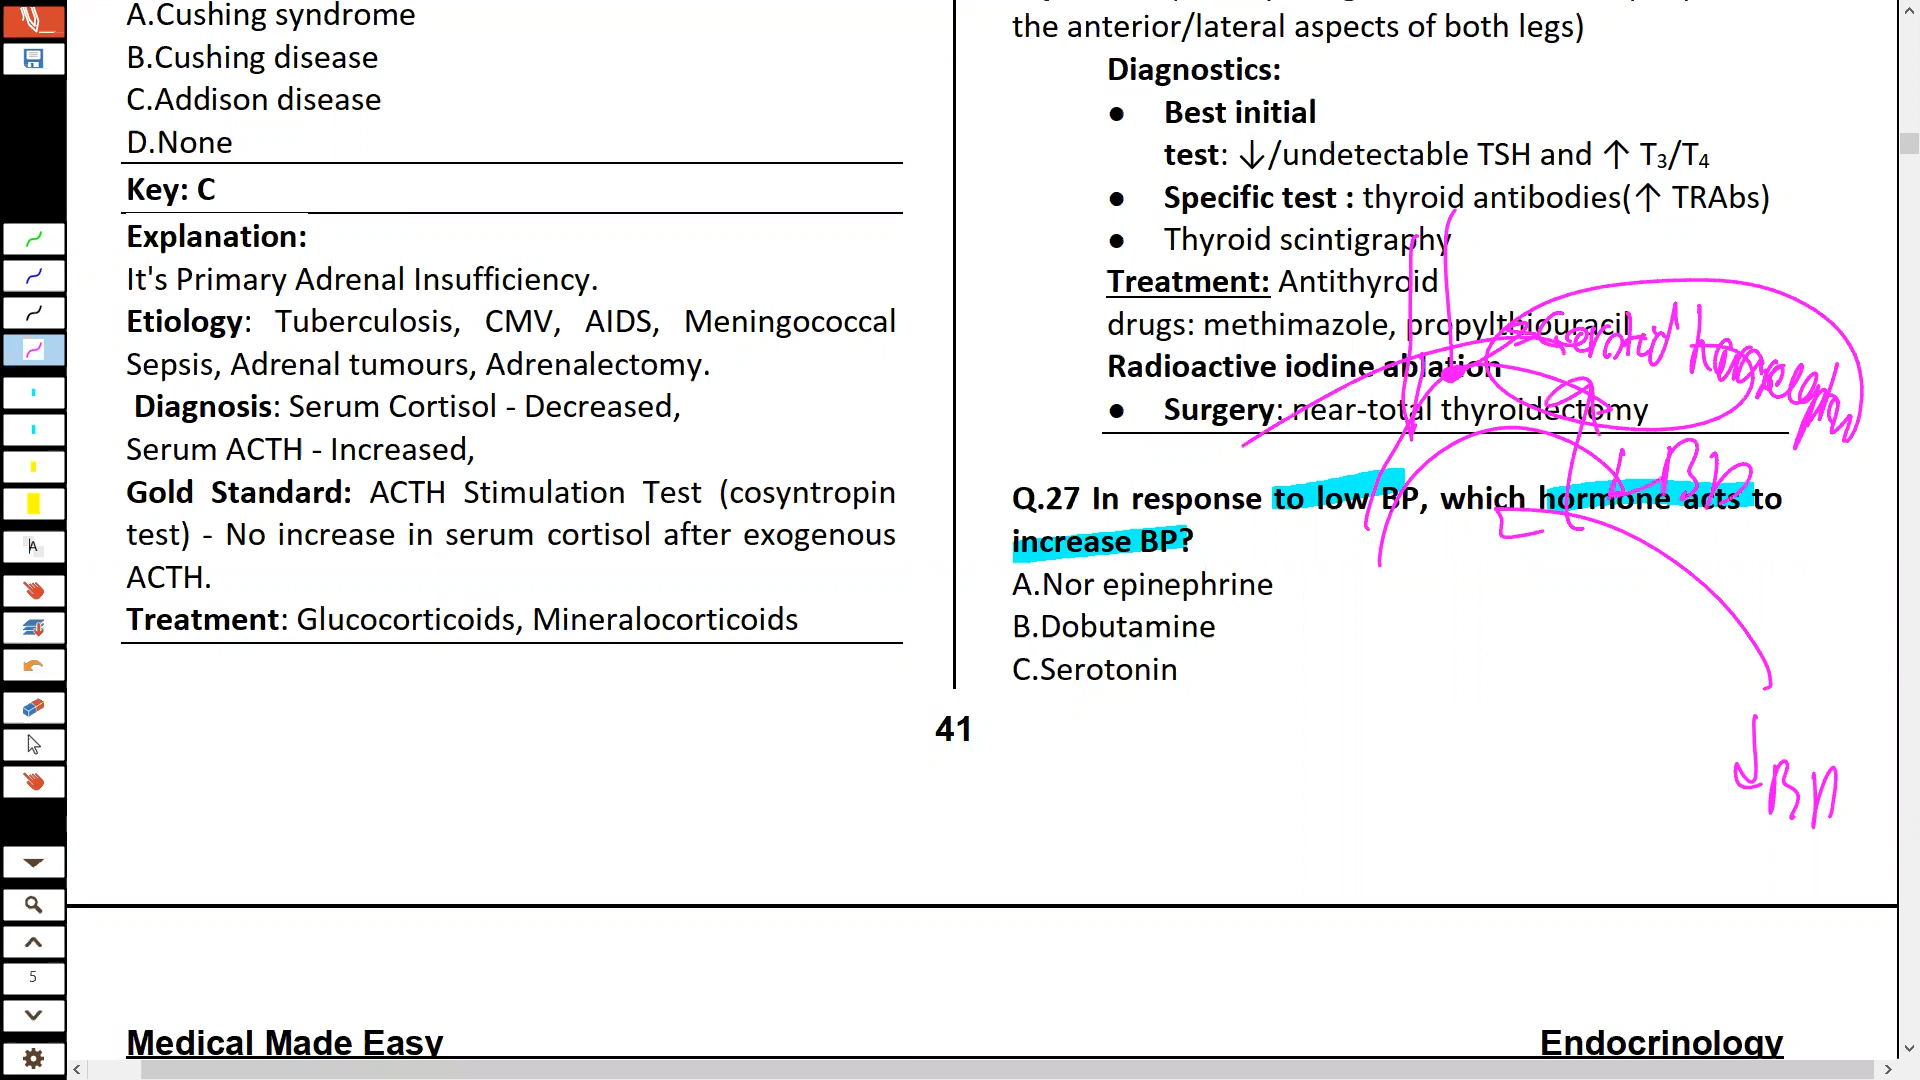 A.Cushing syndrome
B.Cushing disease
C.Addison disease
D.None
Key: C
Explanation:
It's Primary Adrenal Insufficiency.
Etiology: Tuberculosis, CMV, AIDS, Meningococcal
Sepsis, Adrenal tumours, Adrenalectomy.
Diagnosis: Serum Cortisol - Decreased,
Serum ACTH - Increased,
Gold Standard: ACTH Stimulation Test (cosyntropin
test) - No increase in serum cortisol after exogenous
ACTH.
Treatment: Glucocorticoids, Mineralocorticoids
the anterior/lateral aspects of both legs)
Diagnostics:
● Best initial
test: ↓/undetectable TSH and ↑ T₃/T₄
● Specific test : thyroid antibodies(↑ TRAbs)
● Thyroid scintigraphy
Treatment: Antithyroid
drugs: methimazole, propylthiouracil
Radioactive iodine ablation
● Surgery: near-total thyroidectomy
↓ BP
Q.27 In response to low BP, which hormone acts to
increase BP?
A.Nor epinephrine
B.Dobutamine
C.Serotonin
↓ BP
41
Medical Made Easy
Endocrinology
A
5